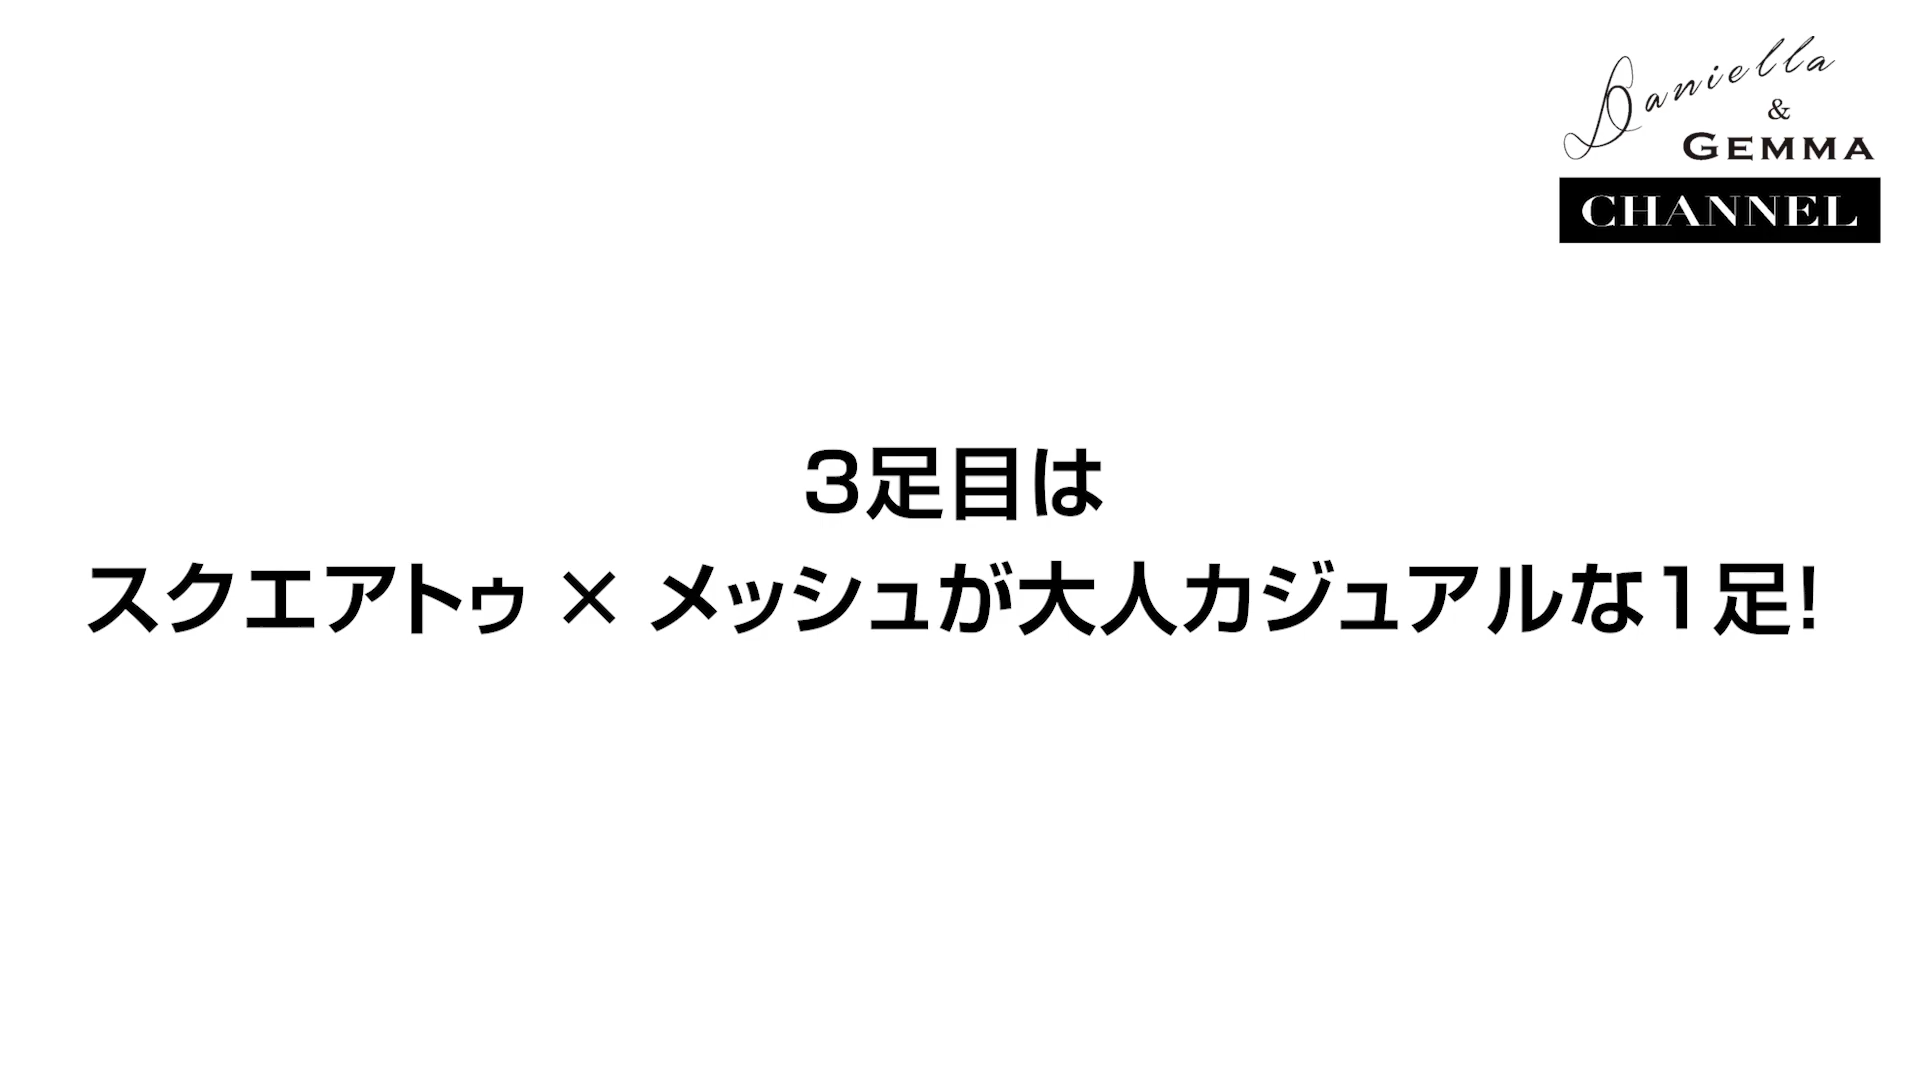 Daniella
&
GEMMA
CHANNEL
3足目は
スクエアトゥ × メッシュが大人カジュアルな1足!